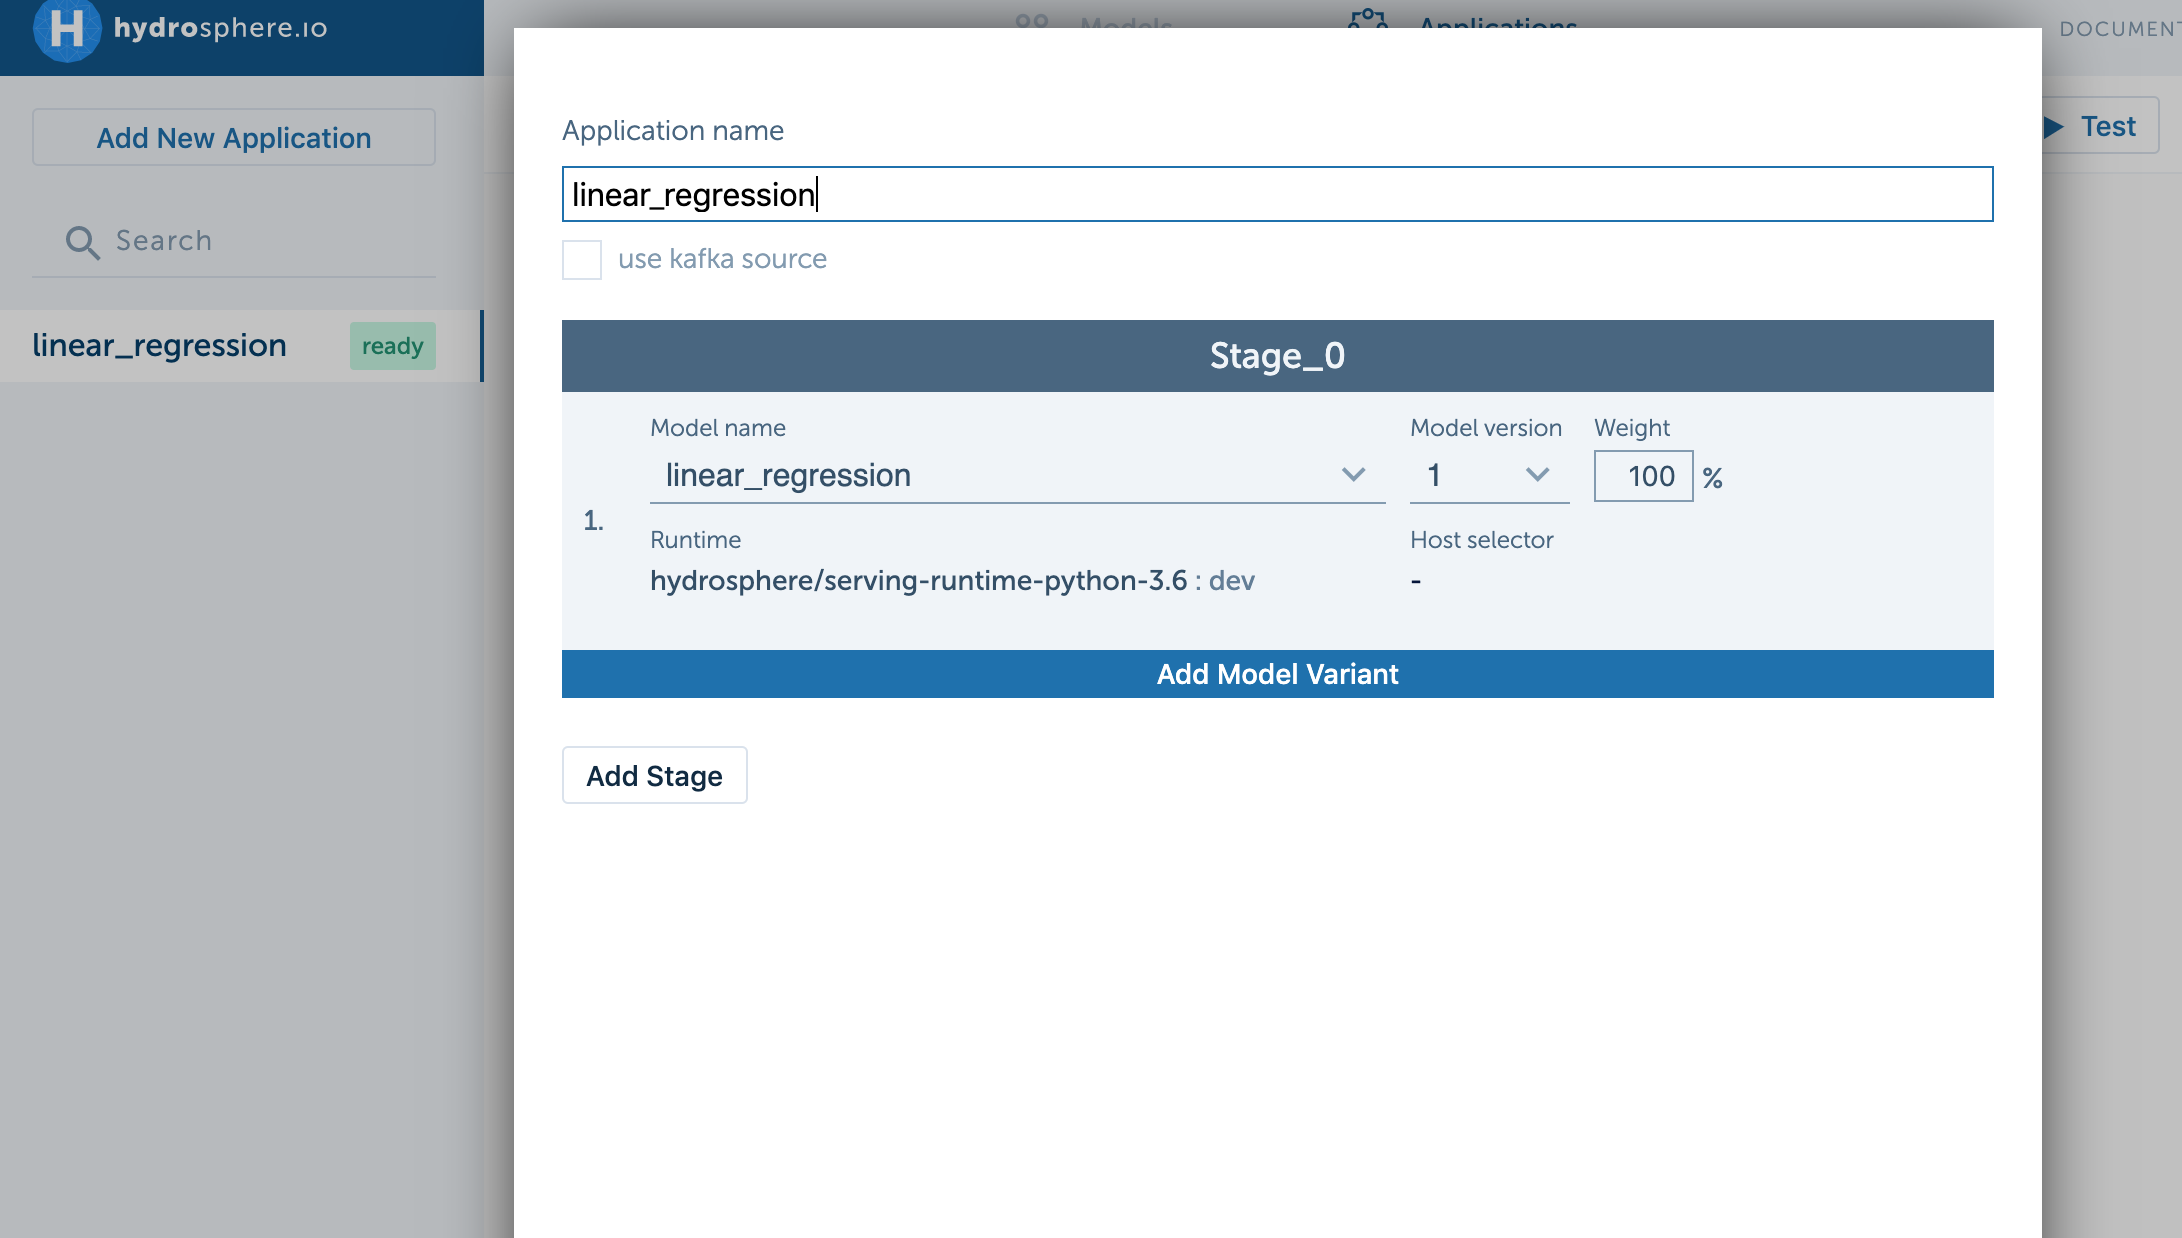 hydrosphere.io
Models
Applications
DOCUMENT
Add New Application
Search
linear_regression
ready
Test
Application name
linear_regression
use kafka source
Stage_0
1.
Model name
linear_regression
Model version
1
Weight
100 %
Runtime
hydrosphere/serving-runtime-python-3.6 : dev
Host selector
-
Add Model Variant
Add Stage